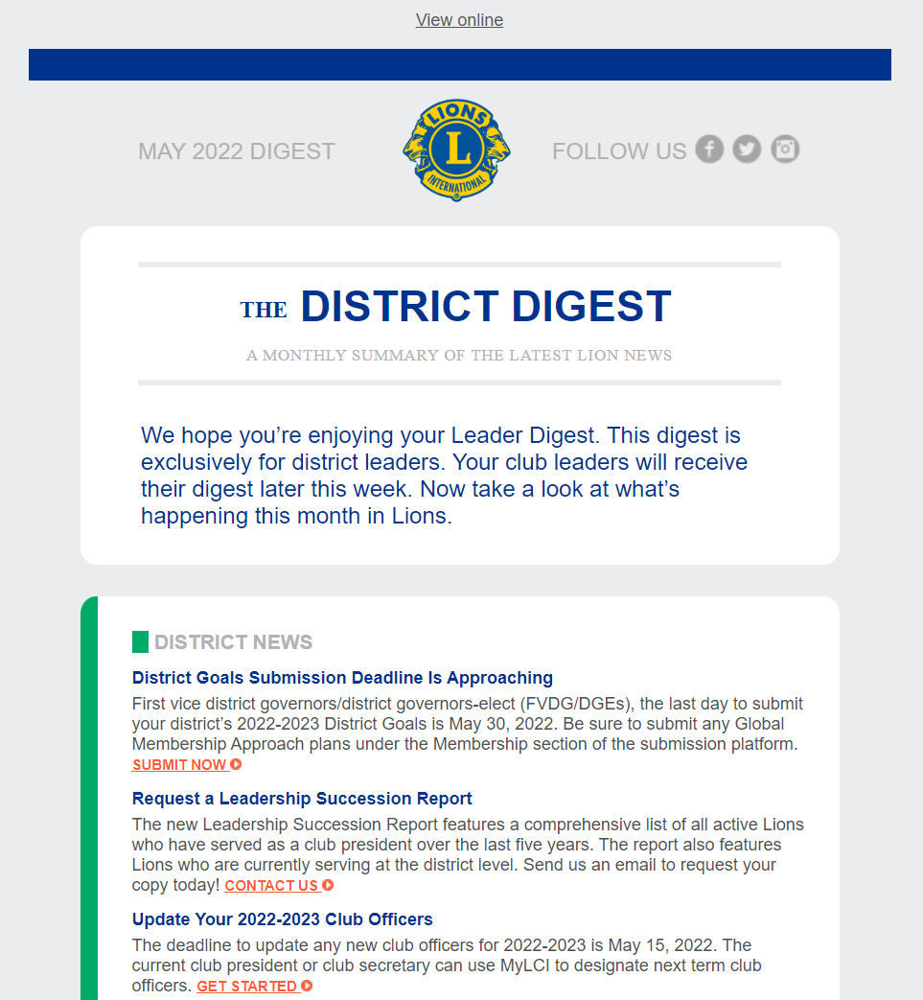 View online
MAY 2022 DIGEST
LIONS
L
INTERNATIONAL
®
FOLLOW US
THE DISTRICT DIGEST
A MONTHLY SUMMARY OF THE LATEST LION NEWS
We hope you’re enjoying your Leader Digest. This digest is
exclusively for district leaders. Your club leaders will receive
their digest later this week. Now take a look at what’s
happening this month in Lions.
DISTRICT NEWS
District Goals Submission Deadline Is Approaching
First vice district governors/district governors-elect (FVDG/DGEs), the last day to submit
your district’s 2022-2023 District Goals is May 30, 2022. Be sure to submit any Global
Membership Approach plans under the Membership section of the submission platform.
SUBMIT NOW
Request a Leadership Succession Report
The new Leadership Succession Report features a comprehensive list of all active Lions
who have served as a club president over the last five years. The report also features
Lions who are currently serving at the district level. Send us an email to request your
copy today! CONTACT US
Update Your 2022-2023 Club Officers
The deadline to update any new club officers for 2022-2023 is May 15, 2022. The
current club president or club secretary can use MyLCI to designate next term club
officers. GET STARTED